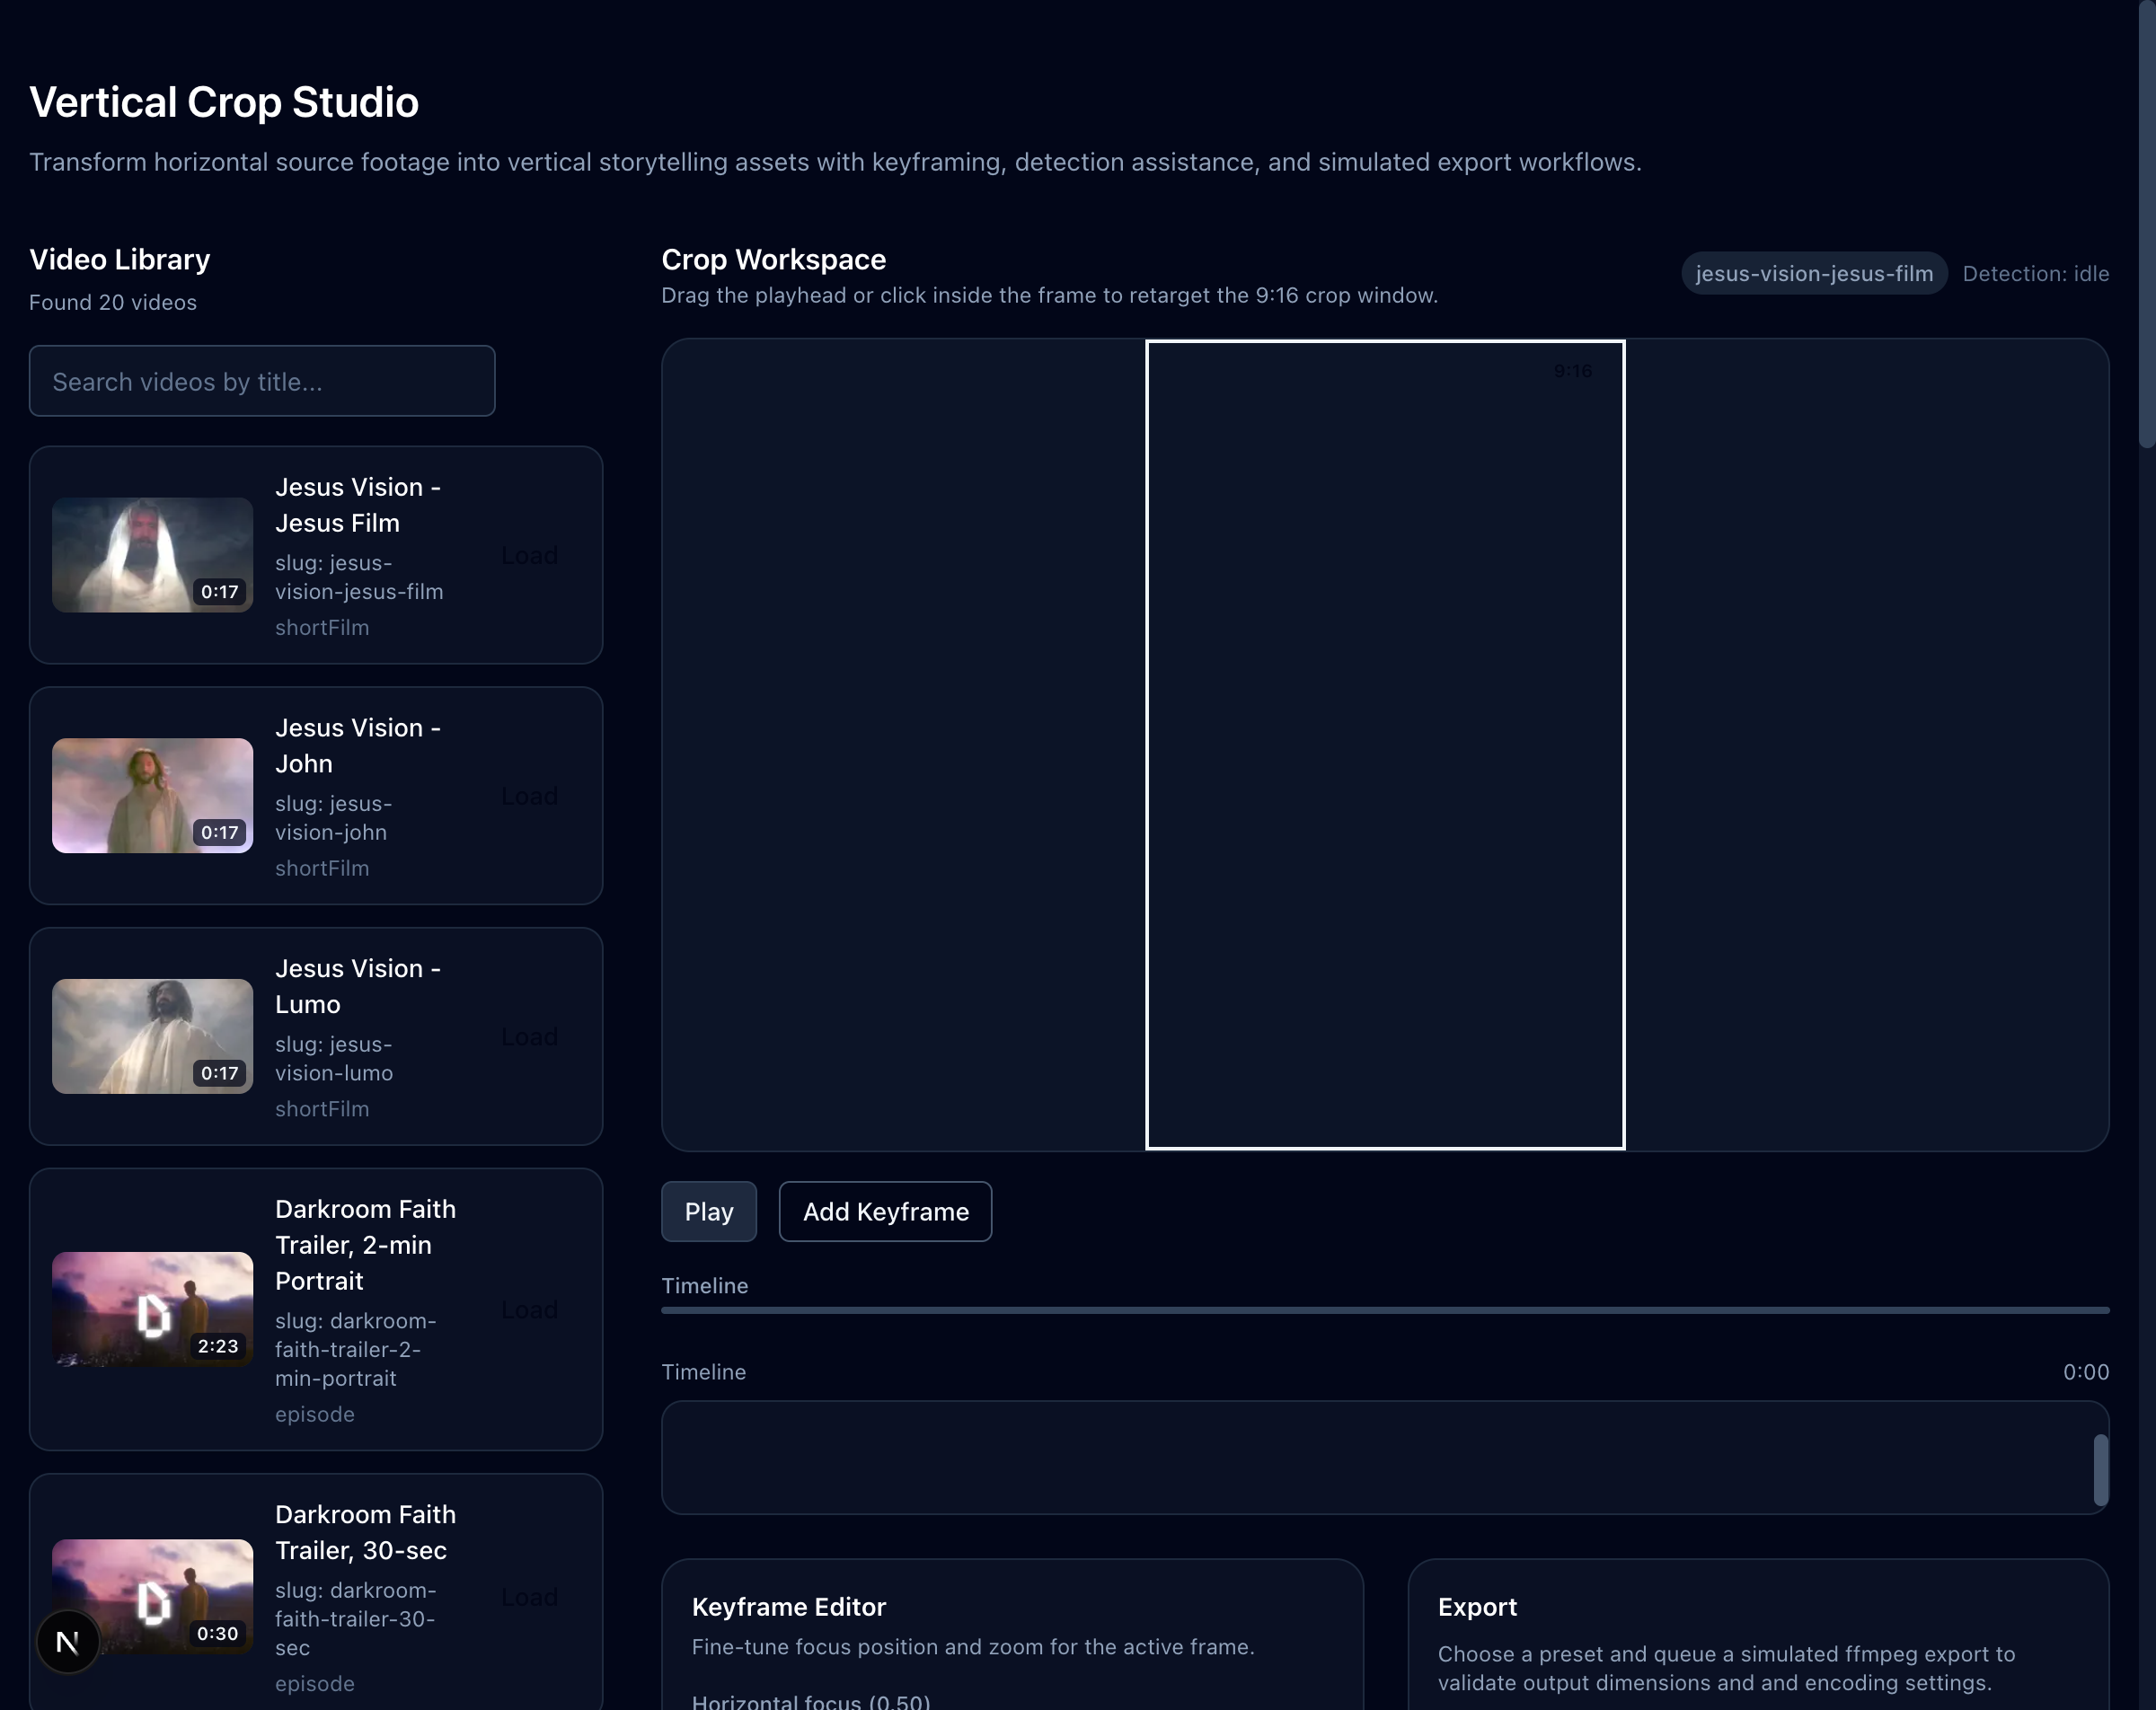 Vertical Crop Studio
Transform horizontal source footage into vertical storytelling assets with keyframing, detection assistance, and simulated export workflows.
Video Library
Found 20 videos
Search videos by title...
Jesus Vision -
Jesus Film
slug: jesus-
vision-jesus-film
shortFilm
0:17
Load
Jesus Vision -
John
slug: jesus-
vision-john
shortFilm
0:17
Load
Jesus Vision -
Lumo
slug: jesus-
vision-lumo
shortFilm
0:17
Load
Darkroom Faith
Trailer, 2-min
Portrait
slug: darkroom-
faith-trailer-2-
min-portrait
episode
2:23
Load
Darkroom Faith
Trailer, 30-sec
slug: darkroom-
faith-trailer-30-
sec
episode
0:30
Load
N
Crop Workspace
Drag the playhead or click inside the frame to retarget the 9:16 crop window.
jesus-vision-jesus-film
Detection: idle
9:16
Play
Add Keyframe
Timeline
Timeline
0:00
Keyframe Editor
Fine-tune focus position and zoom for the active frame.
Horizontal focus (0.50)
Export
Choose a preset and queue a simulated ffmpeg export to
validate output dimensions and and encoding settings.